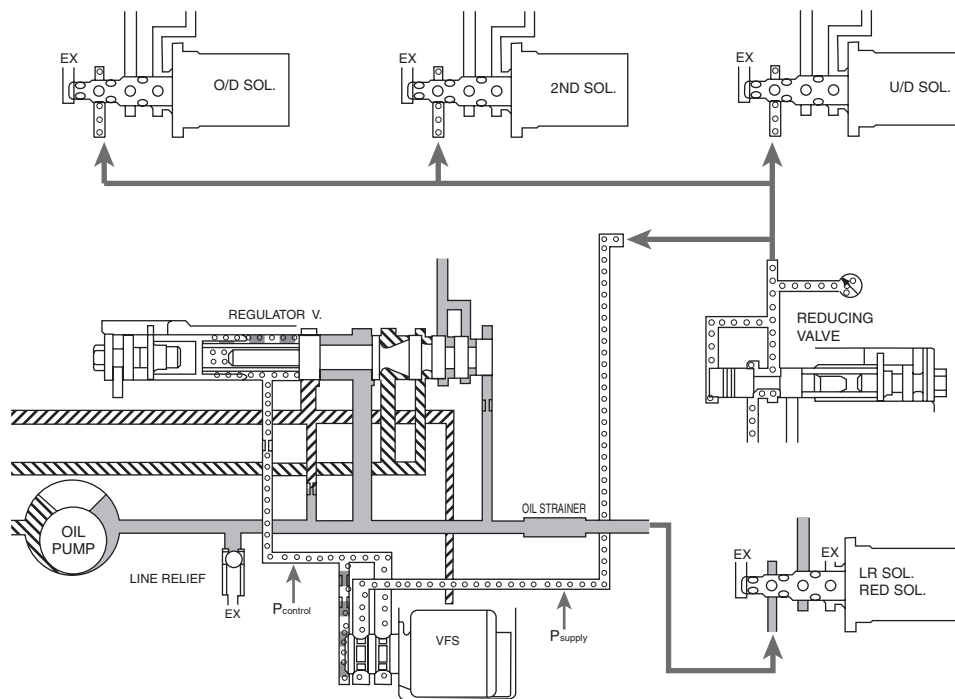 EX
O/D SOL.
EX
2ND SOL.
EX
U/D SOL.
REGULATOR V.
REDUCING
VALVE
OIL STRAINER
OIL
PUMP
LINE RELIEF
EX
Pcontrol
VFS
Psupply
EX
EX
LR SOL.
RED SOL.